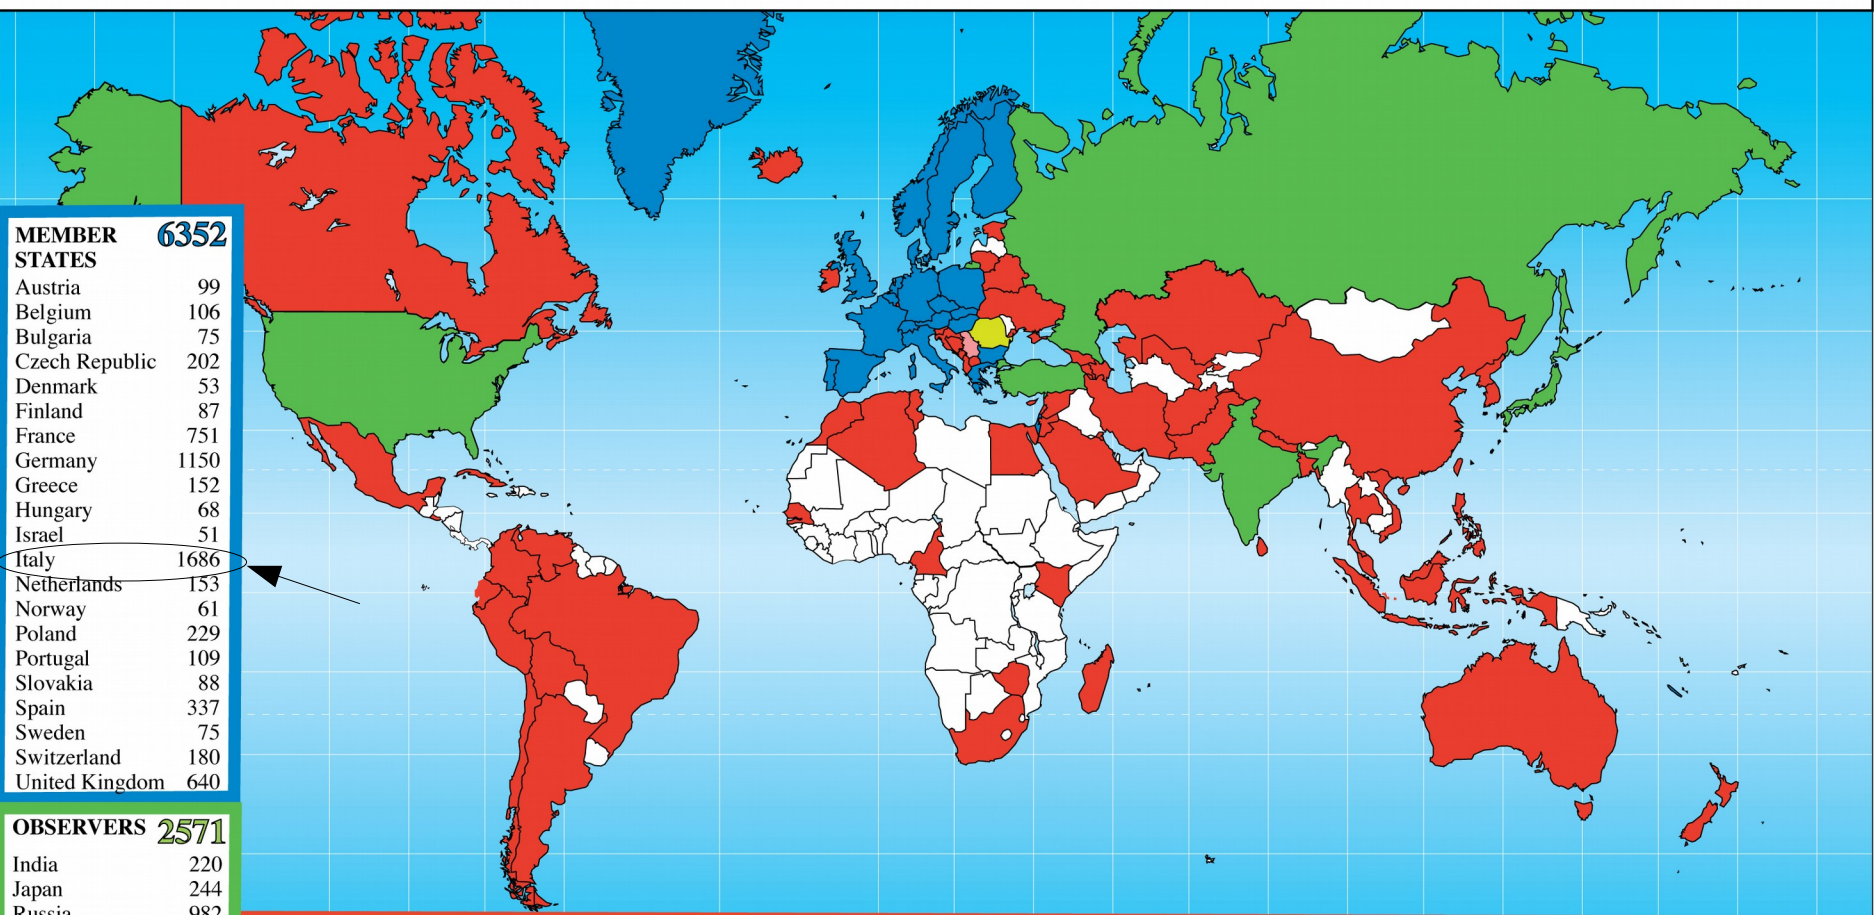 MEMBER 6352
STATES
Austria 99
Belgium 106
Bulgaria 75
Czech Republic 202
Denmark 53
Finland 87
France 751
Germany 1150
Greece 152
Hungary 68
Israel 51
Italy 1686
Netherlands 153
Norway 61
Poland 229
Portugal 109
Slovakia 88
Spain 337
Sweden 75
Switzerland 180
United Kingdom 640
OBSERVERS 2571
India 220
Japan 244
Russia 982